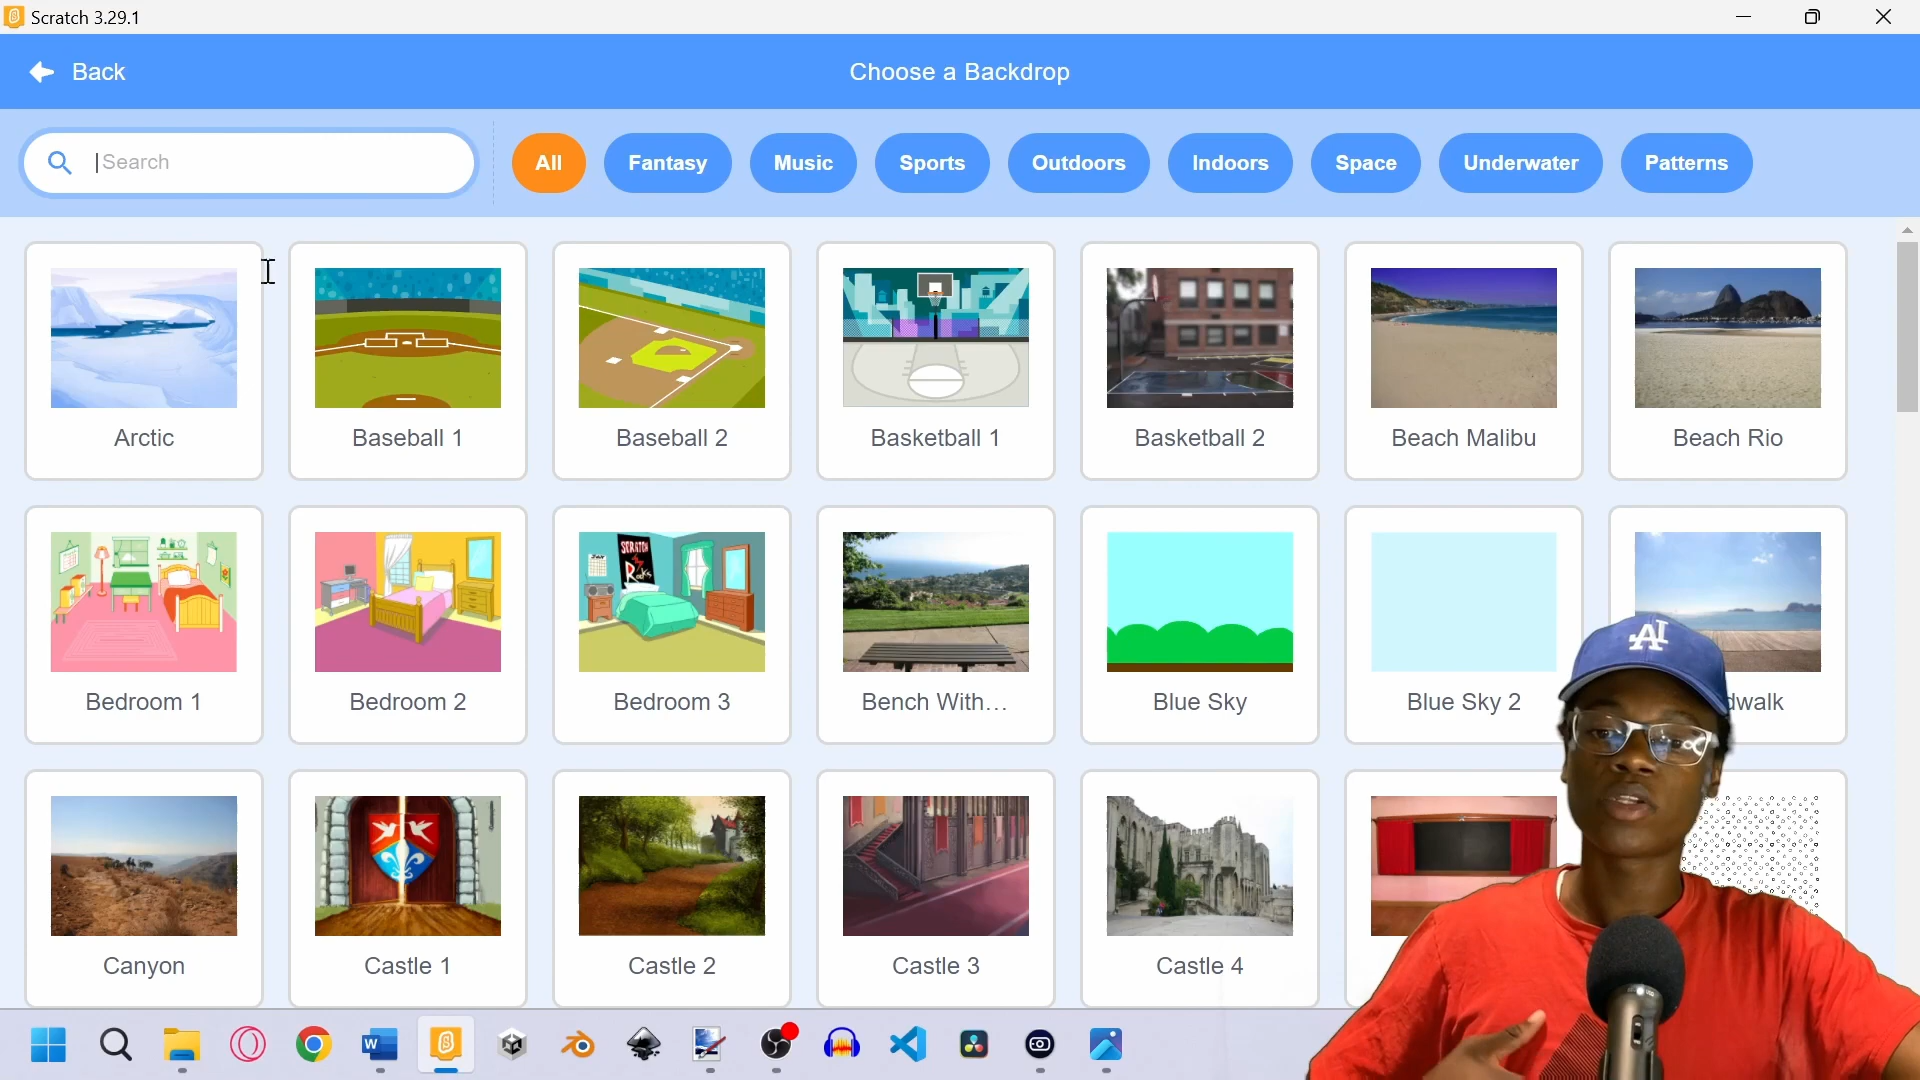 Scratch 3.29.1
Back
Choose a Backdrop
Search
All
Fantasy
Music
Sports
Outdoors
Indoors
Space
Underwater
Patterns
Arctic
Baseball 1
Baseball 2
Basketball 1
Basketball 2
Beach Malibu
Beach Rio
SCRATCH
Rocks
Bedroom 1
Bedroom 2
Bedroom 3
Bench With...
Blue Sky
Blue Sky 2
dwalk
Canyon
Castle 1
Castle 2
Castle 3
Castle 4
W